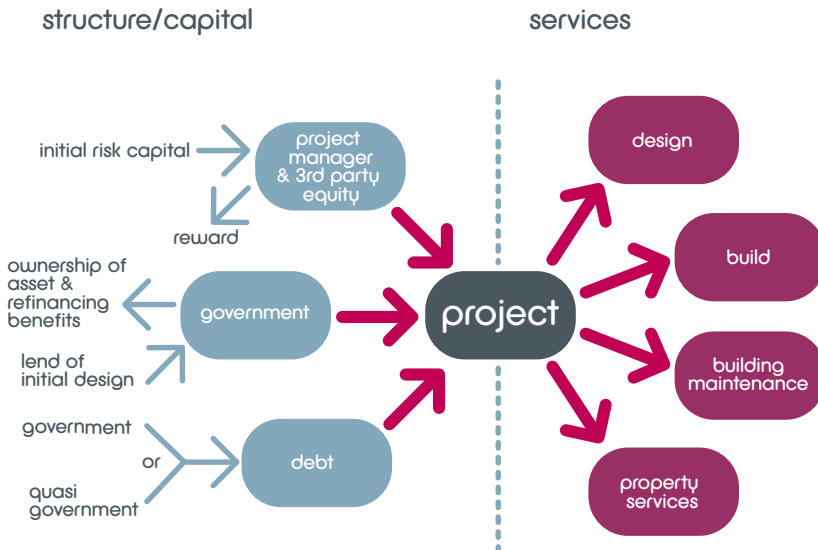 structure/capital
services
initial risk capital
project
manager
& 3rd party
equity
reward
ownership of
asset &
refinancing
benefits
government
lend of
initial design
government
or
quasi
government
debt
project
design
build
building
maintenance
property
services